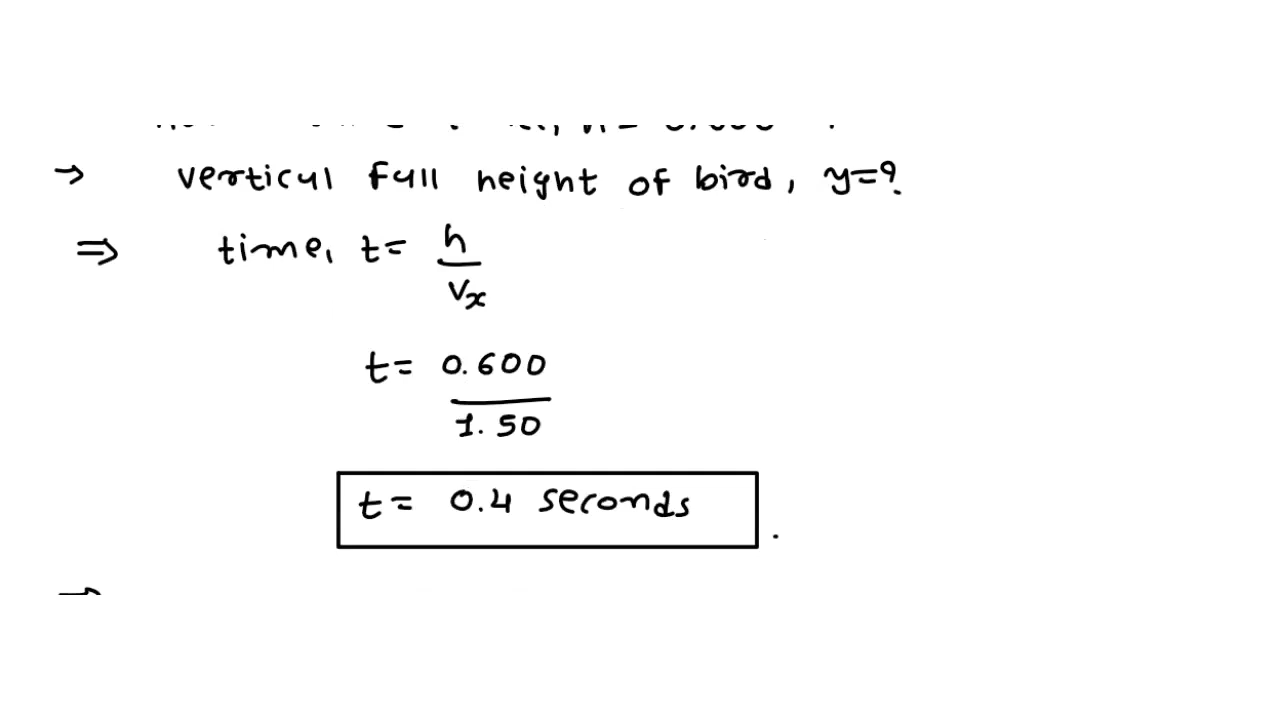 → vertical fall height of bird, y=?
⇒ time, t= h/vx
t= 0.600/1.50
t= 0.4 seconds.
⇒